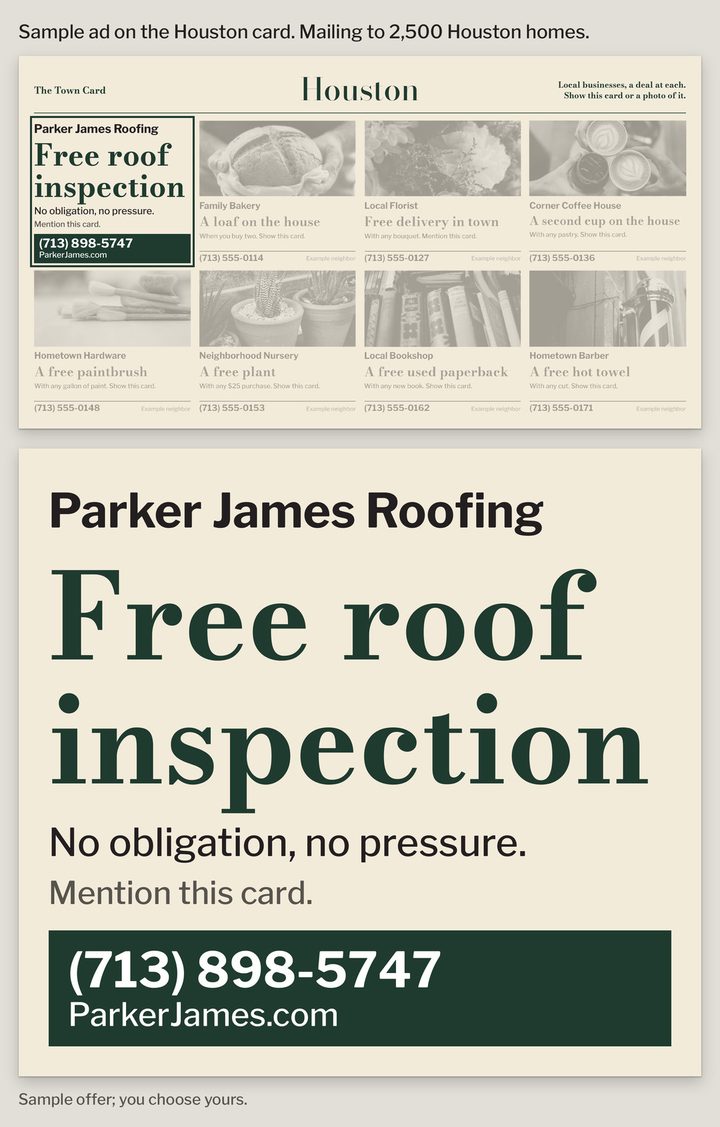 Sample ad on the Houston card. Mailing to 2,500 Houston homes.
The Town Card
Houston
Local businesses, a deal at each.
Show this card or a photo of it.
Parker James Roofing
Free roof
inspection
No obligation, no pressure.
Mention this card.
(713) 898-5747
ParkerJames.com
Family Bakery
A loaf on the house
When you buy two. Show this card.
(713) 555-0114
Example neighbor
Local Florist
Free delivery in town
With any bouquet. Mention this card.
(713) 555-0127
Example neighbor
Corner Coffee House
A second cup on the house
With any pastry. Show this card.
(713) 555-0136
Example neighbor
Hometown Hardware
A free paintbrush
With any gallon of paint. Show this card.
(713) 555-0148
Example neighbor
Neighborhood Nursery
A free plant
With any $25 purchase. Show this card.
(713) 555-0153
Example neighbor
Local Bookshop
A free used paperback
With any new book. Show this card.
(713) 555-0162
Example neighbor
Hometown Barber
A free hot towel
With any cut. Show this card.
(713) 555-0171
Example neighbor
Parker James Roofing
Free roof
inspection
No obligation, no pressure.
Mention this card.
(713) 898-5747
ParkerJames.com
Sample offer; you choose yours.